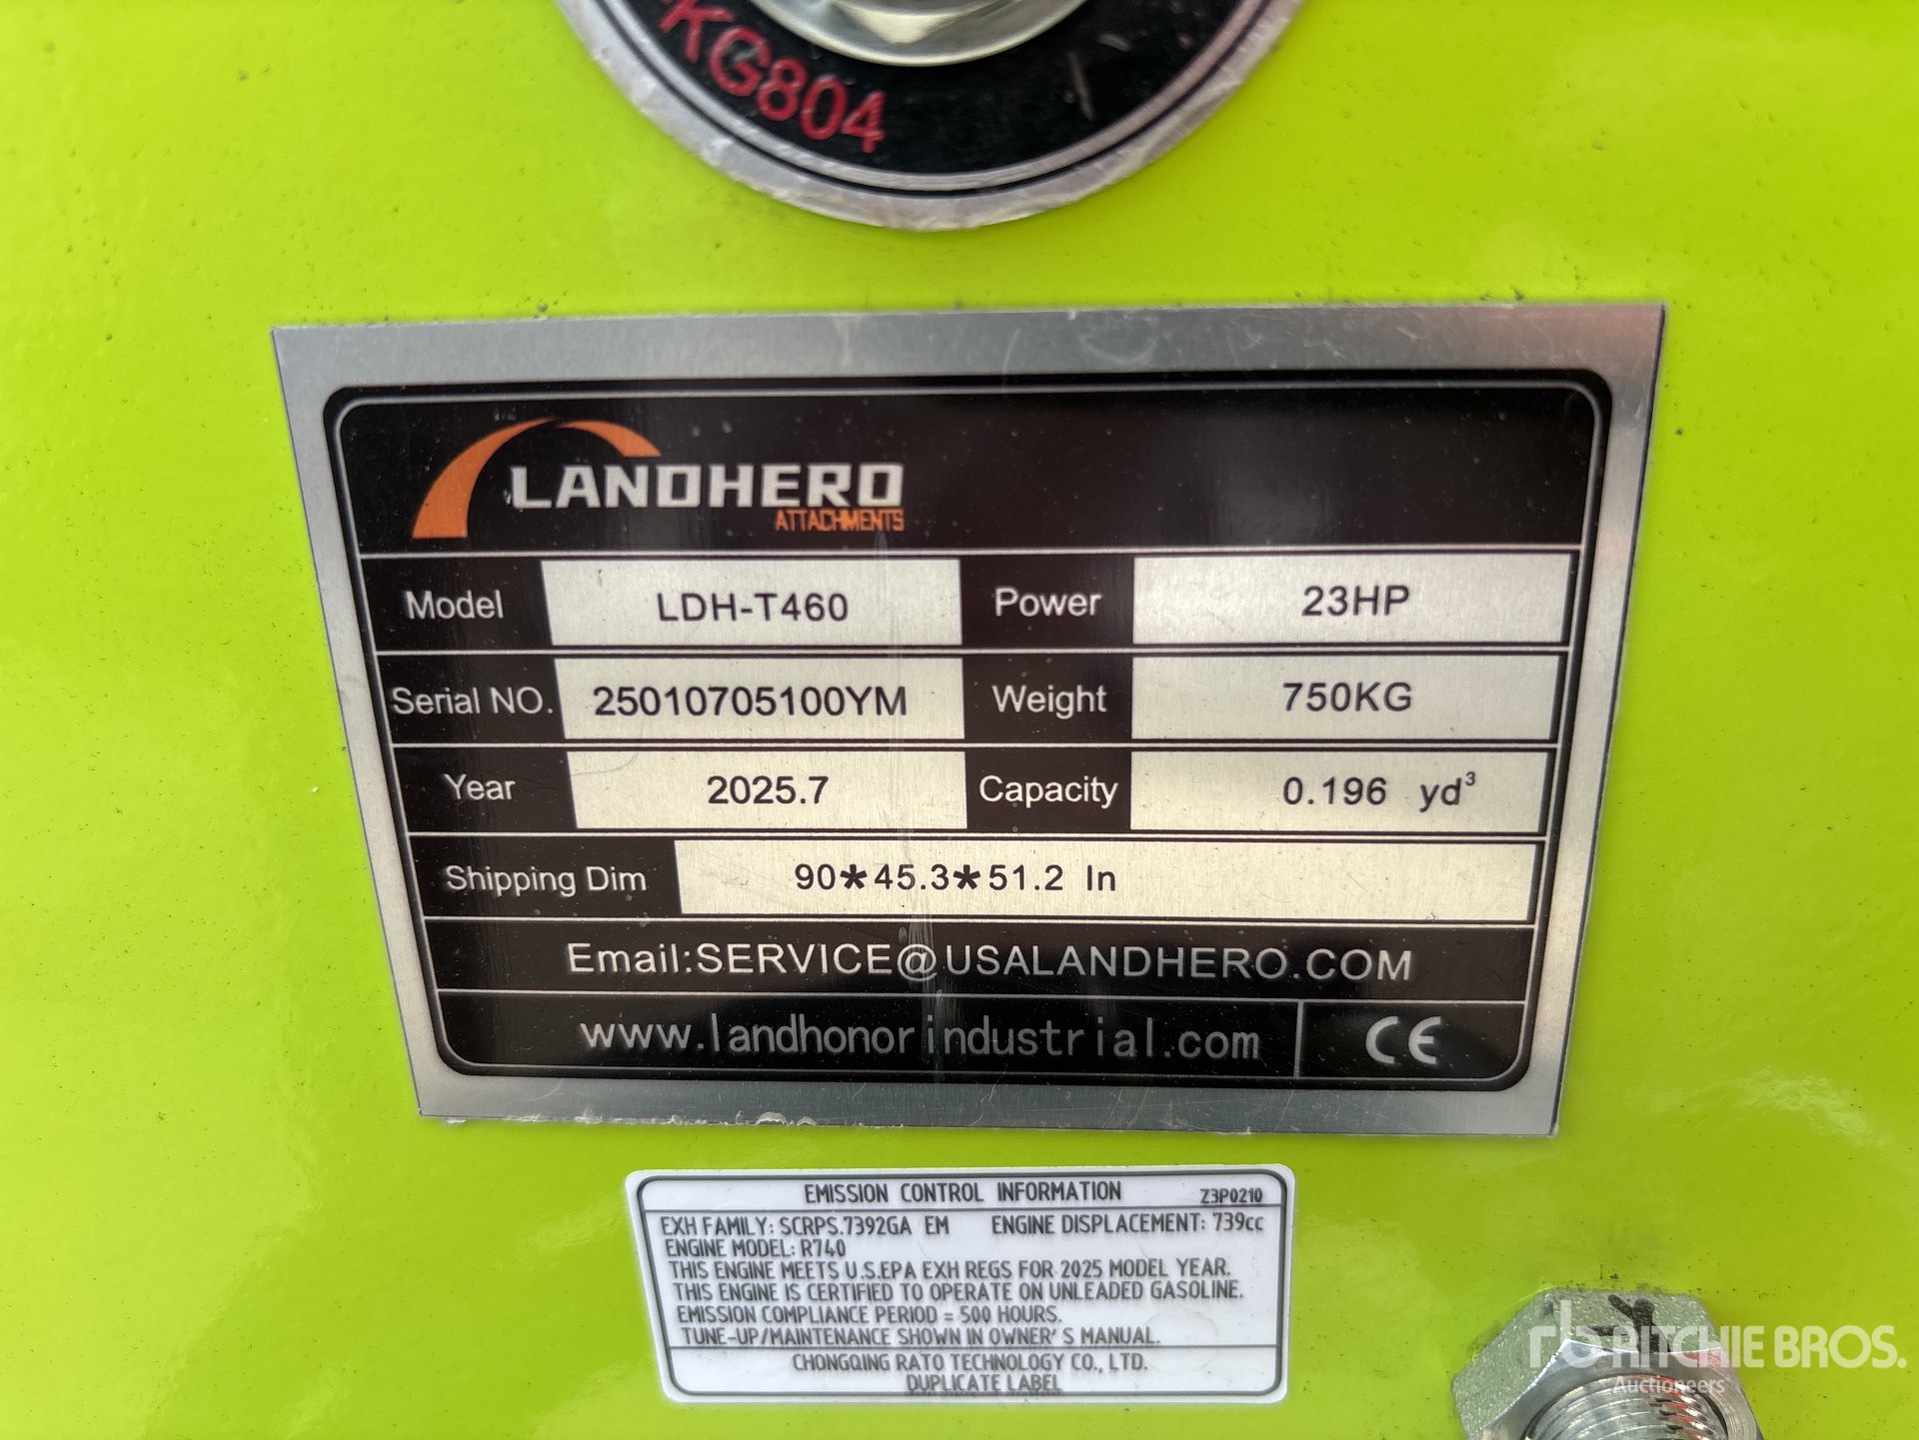 KG804
LANDHERO
ATTACHMENTS
Model LDH-T460 Power 23HP
Serial NO. 25010705100YM Weight 750KG
Year 2025.7 Capacity 0.196 yd³
Shipping Dim 90*45.3*51.2 In
Email:SERVICE@USALANDHERO.COM
www.landhonorindustrial.com CE
EMISSION CONTROL INFORMATION Z3P0210
EXH FAMILY: SCRPS.7392GA EM ENGINE DISPLACEMENT: 739cc
ENGINE MODEL: R740
THIS ENGINE MEETS U.S.EPA EXH REGS FOR 2025 MODEL YEAR.
THIS ENGINE IS CERTIFIED TO OPERATE ON UNLEADED GASOLINE.
EMISSION COMPLIANCE PERIOD = 500 HOURS.
TUNE-UP/MAINTENANCE SHOWN IN OWNER'S MANUAL.
CHONGQING RATO TECHNOLOGY CO., LTD.
DUPLICATE LABEL
rb RITCHIE BROS.
Auctioneers